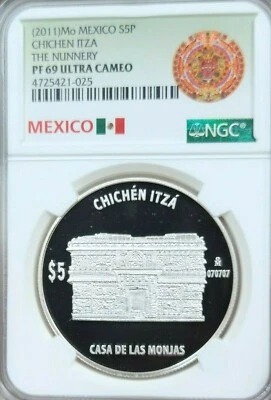 (2011)Mo MEXICO S5P
CHICHEN ITZA
THE NUNNERY
PF 69 ULTRA CAMEO
4725421-025
MEXICO
NGC
CHICHÉN ITZÁ
$5
070707
CASA DE LAS MONJAS